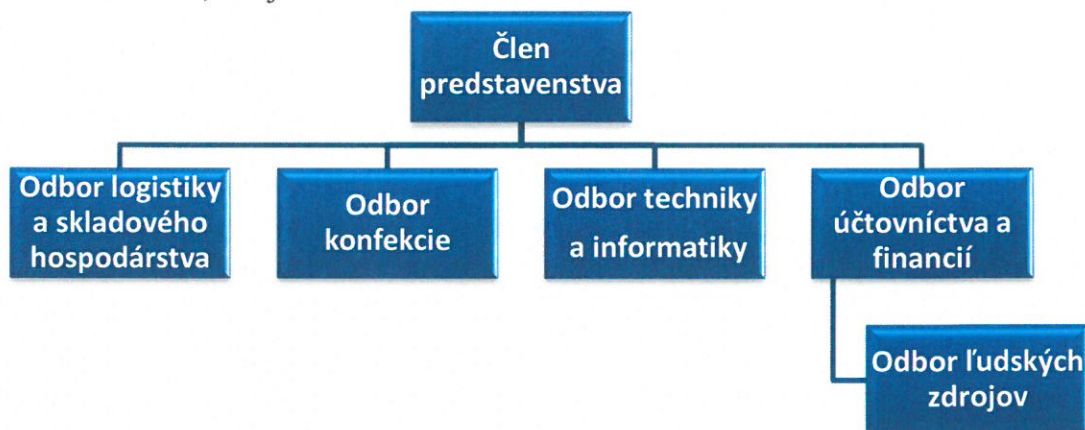 Člen
predstavenstva
Odbor logistiky
a skladového
hospodárstva
Odbor
konfekcie
Odbor techniky
a informatiky
Odbor
účtovníctva a
financií
Odbor ľudských
zdrojov